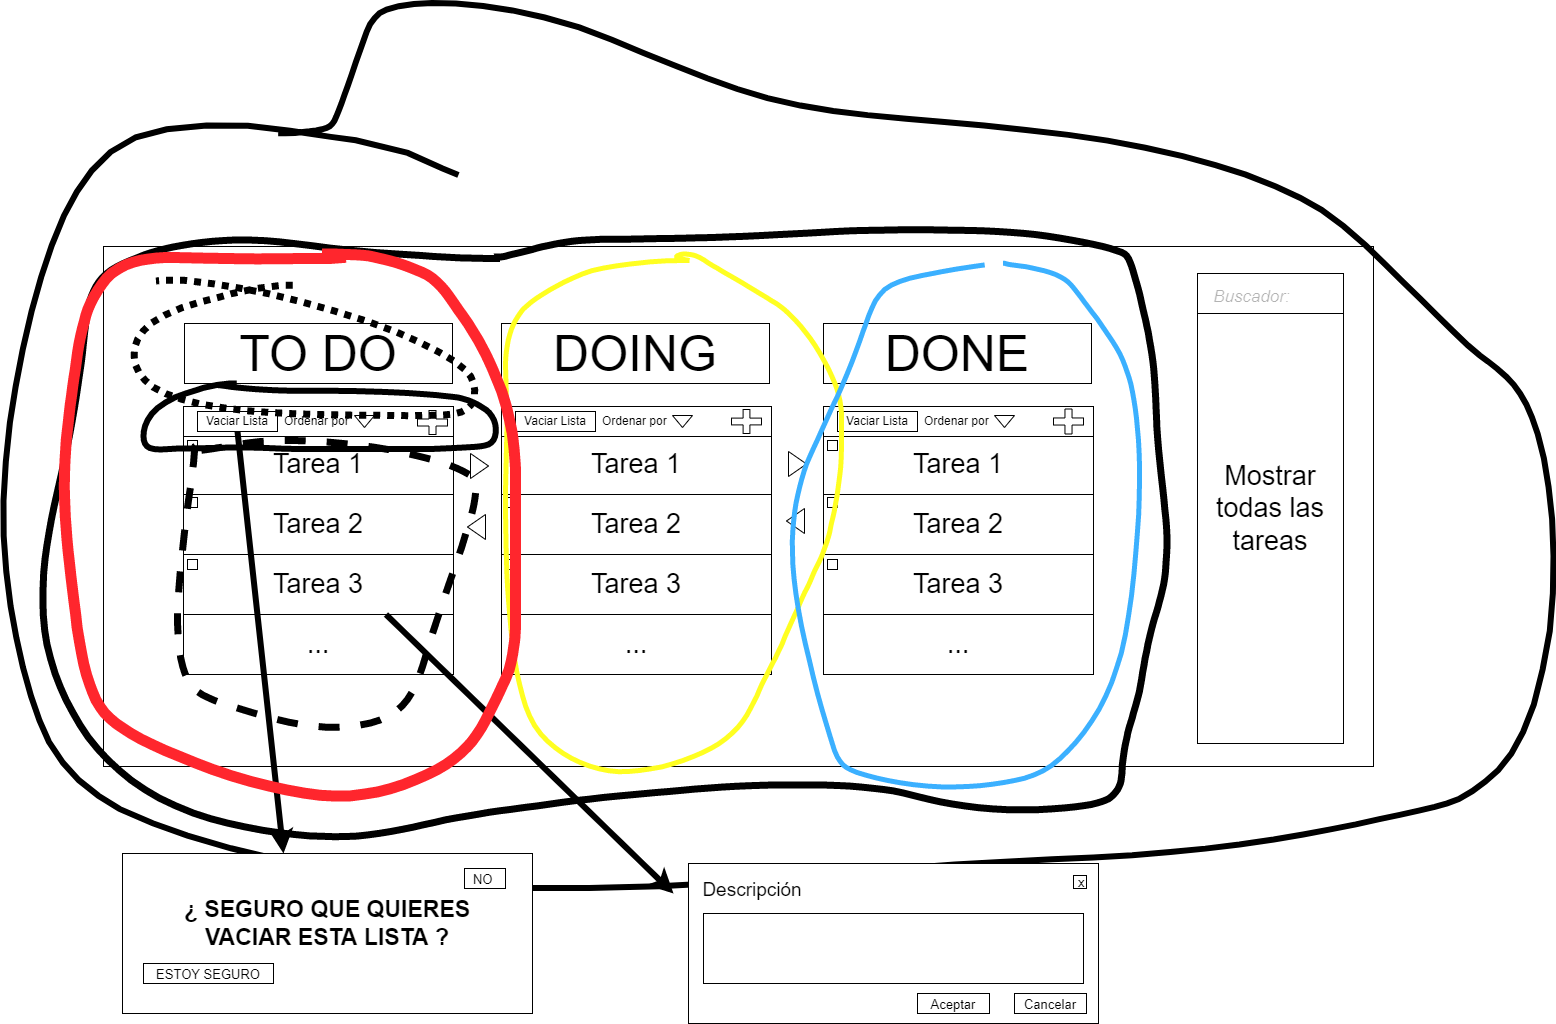 TO DO
DOING
DONE
Buscador:
Vaciar Lista
Ordenar por
Vaciar Lista
Ordenar por
Vaciar Lista
Ordenar por
Tarea 1
Tarea 1
Tarea 1
Tarea 2
Tarea 2
Tarea 2
Tarea 3
Tarea 3
Tarea 3
...
...
...
Mostrar
todas las
tareas
NO
¿ SEGURO QUE QUIERES
VACIAR ESTA LISTA ?
ESTOY SEGURO
Descripción
x
Aceptar
Cancelar